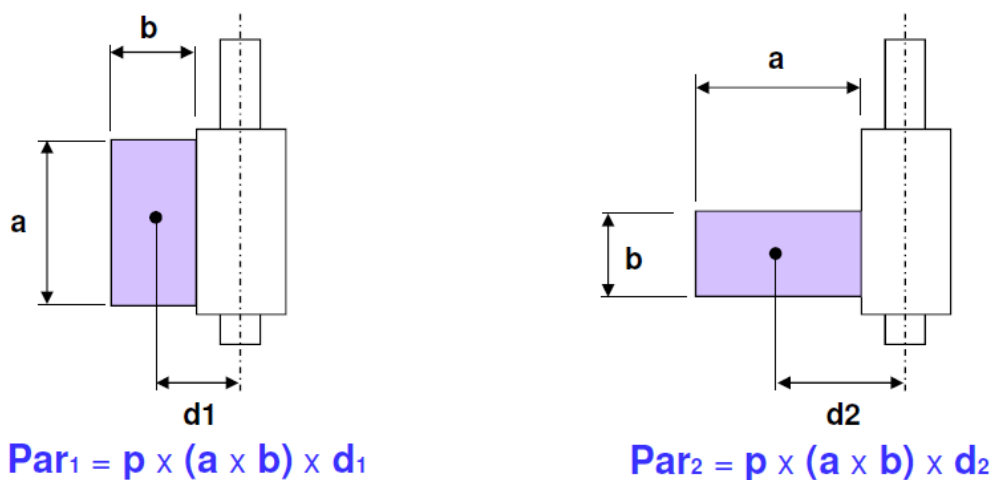 b
a
a
b
d1
d2
Par₁ = p x (a x b) x d₁
Par₂ = p x (a x b) x d₂